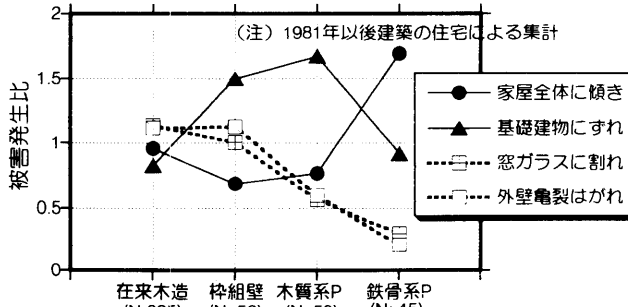 2
(注) 1981年以後建築の住宅による集計
1.5
1
0.5
0
被害発生比
家屋全体に傾き
基礎建物にずれ
窓ガラスに割れ
外壁亀裂はがれ
在来木造 枠組壁 木質系P 鉄骨系P